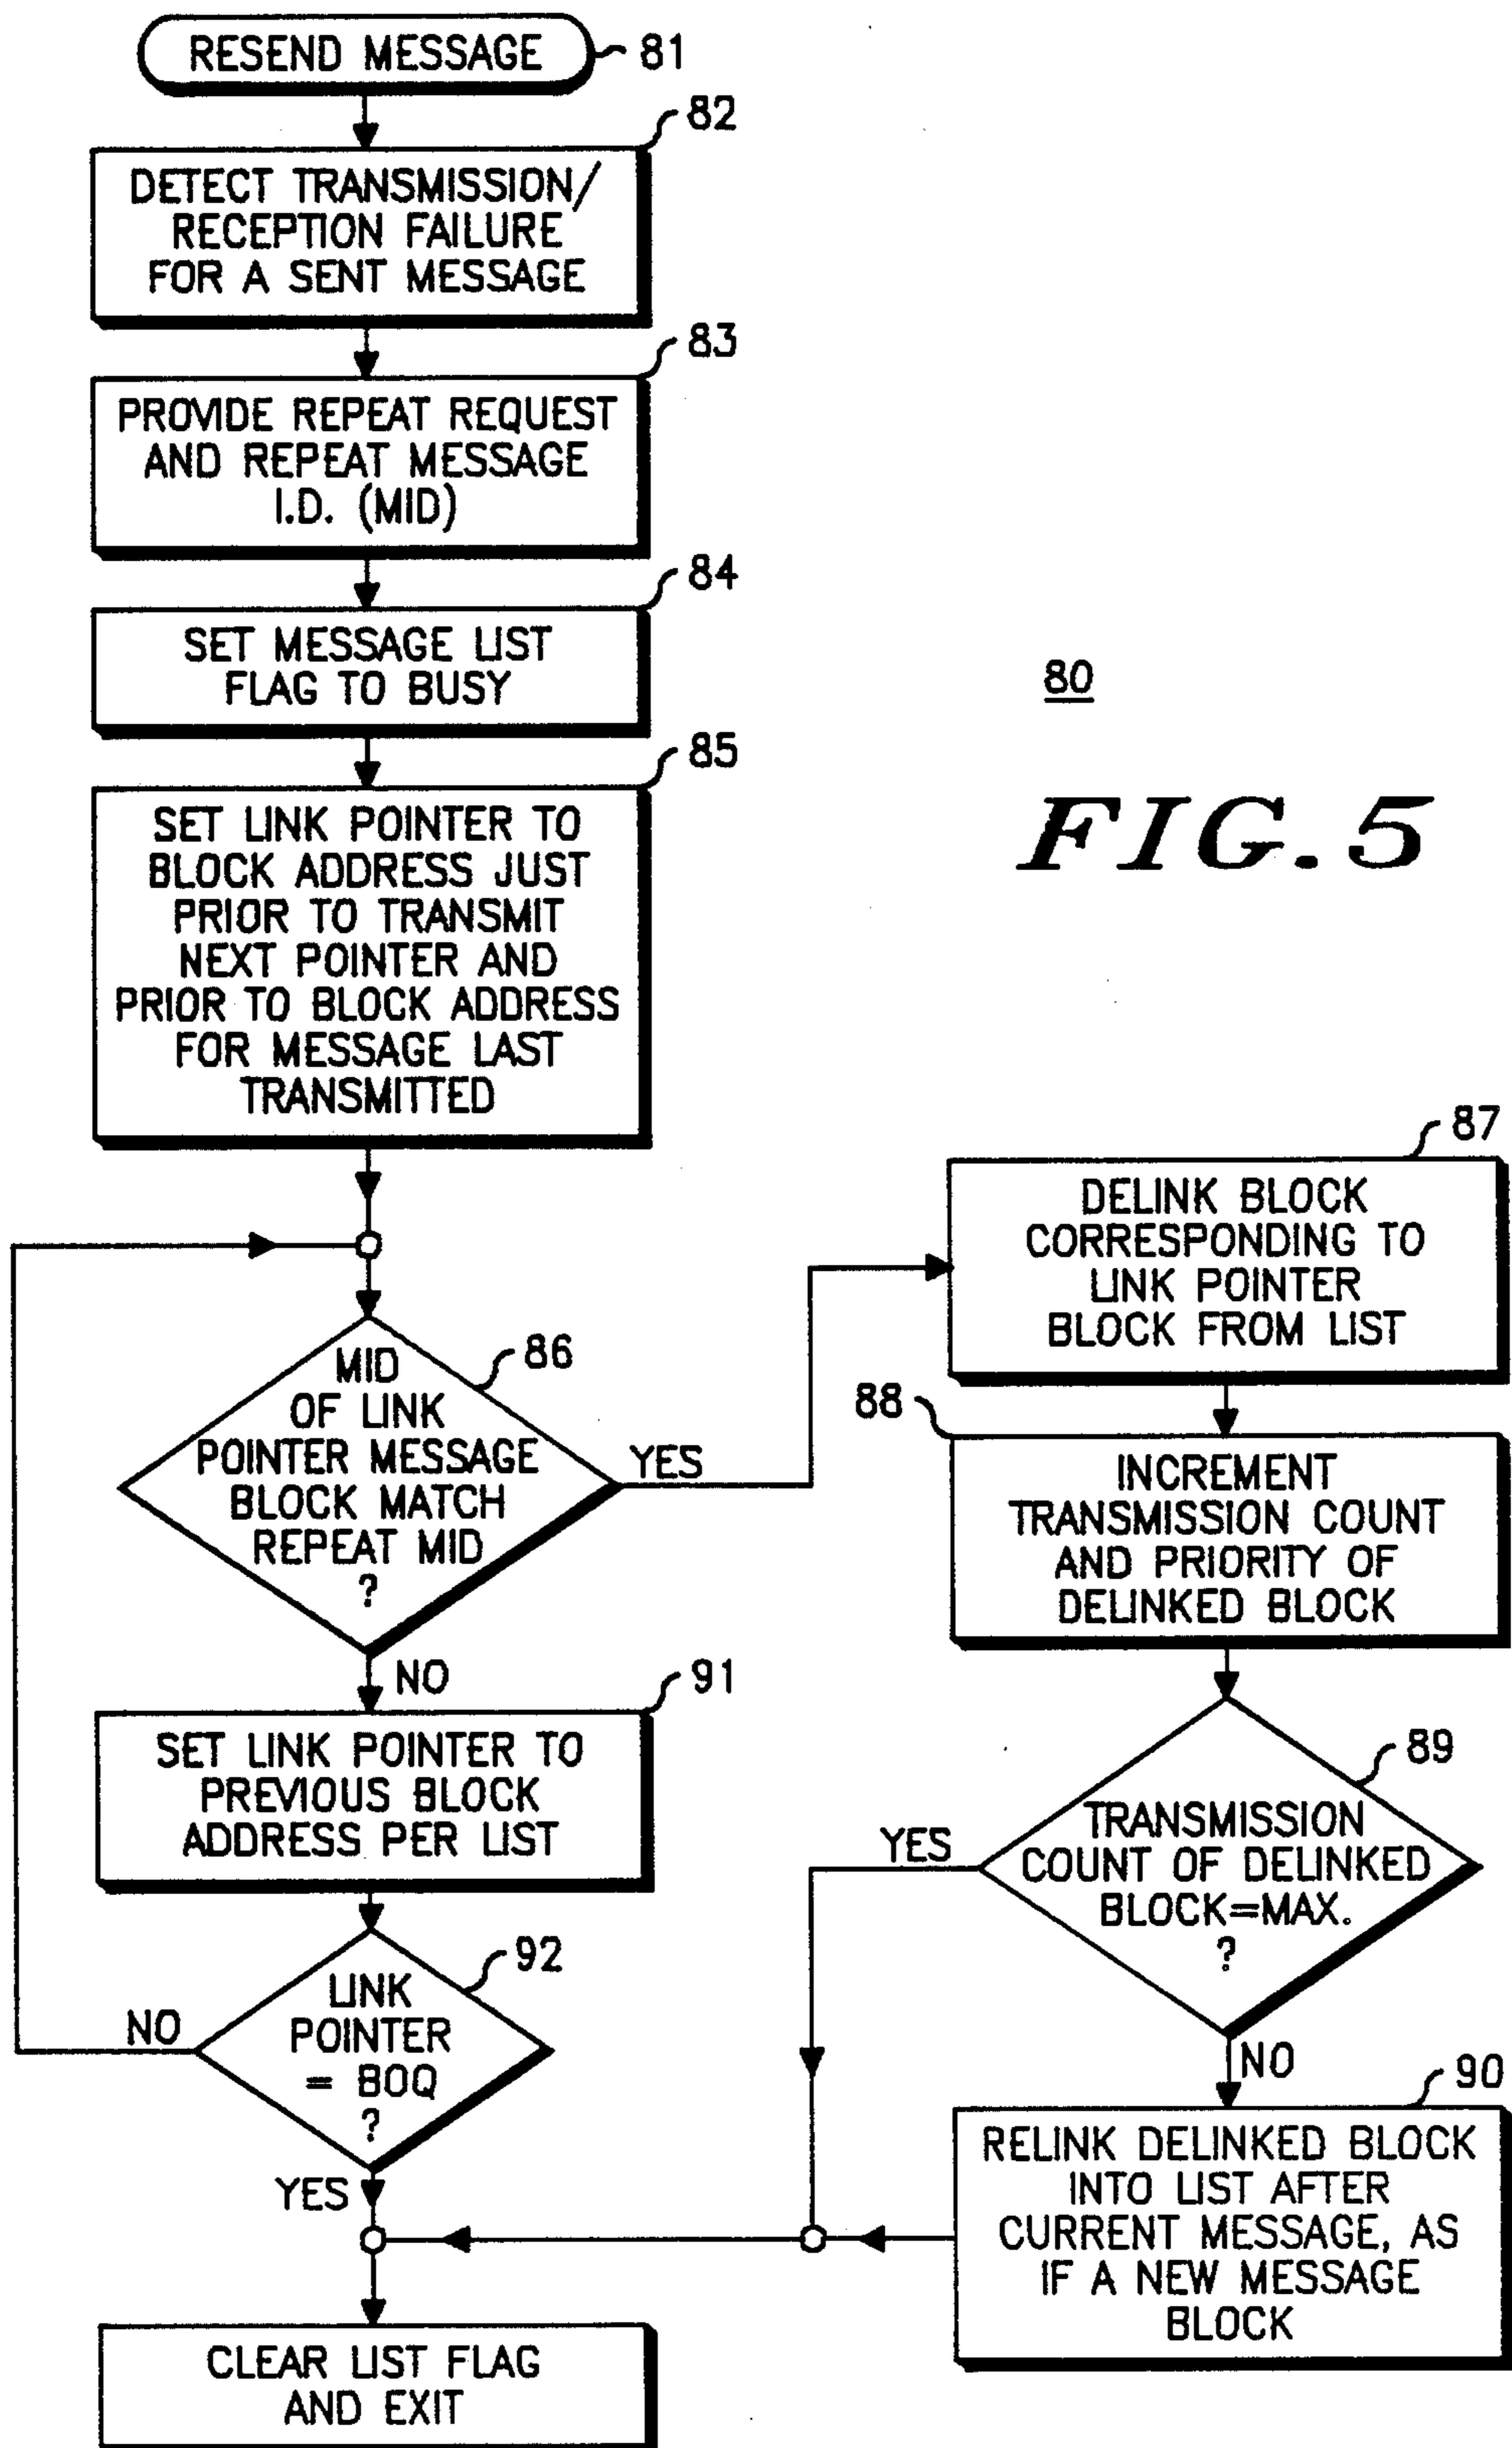 RESEND MESSAGE
81
82
DETECT TRANSMISSION/
RECEPTION FAILURE
FOR A SENT MESSAGE
83
PROVIDE REPEAT REQUEST
AND REPEAT MESSAGE
I.D. (MID)
84
SET MESSAGE LIST
FLAG TO BUSY
80
FIG. 5
85
SET LINK POINTER TO
BLOCK ADDRESS JUST
PRIOR TO TRANSMIT
NEXT POINTER AND
PRIOR TO BLOCK ADDRESS
FOR MESSAGE LAST
TRANSMITTED
86
MID
OF LINK
POINTER MESSAGE
BLOCK MATCH
REPEAT MID
?
YES
NO
87
DELINK BLOCK
CORRESPONDING TO
LINK POINTER
BLOCK FROM LIST
88
INCREMENT
TRANSMISSION COUNT
AND PRIORITY OF
DELINKED BLOCK
89
TRANSMISSION
COUNT OF DELINKED
BLOCK=MAX.
?
YES
NO
90
RELINK DELINKED BLOCK
INTO LIST AFTER
CURRENT MESSAGE, AS
IF A NEW MESSAGE
BLOCK
91
SET LINK POINTER TO
PREVIOUS BLOCK
ADDRESS PER LIST
92
LINK
POINTER
= BOQ
?
NO
YES
CLEAR LIST FLAG
AND EXIT